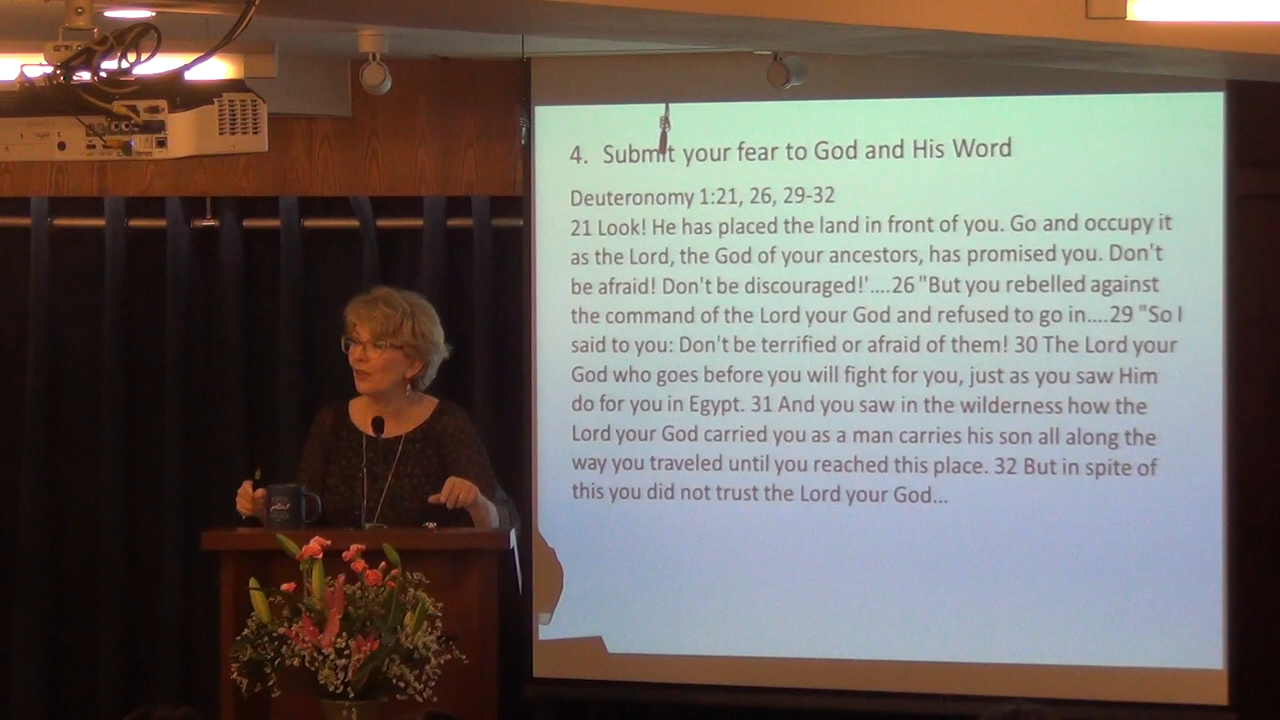 4. Submit your fear to God and His Word
Deuteronomy 1:21, 26, 29-32
21 Look! He has placed the land in front of you. Go and occupy it
as the Lord, the God of your ancestors, has promised you. Don't
be afraid! Don't be discouraged!'....26 "But you rebelled against
the command of the Lord your God and refused to go in....29 "So I
said to you: Don't be terrified or afraid of them! 30 The Lord your
God who goes before you will fight for you, just as you saw Him
do for you in Egypt. 31 And you saw in the wilderness how the
Lord your God carried you as a man carries his son all along the
way you traveled until you reached this place. 32 But in spite of
this you did not trust the Lord your God...